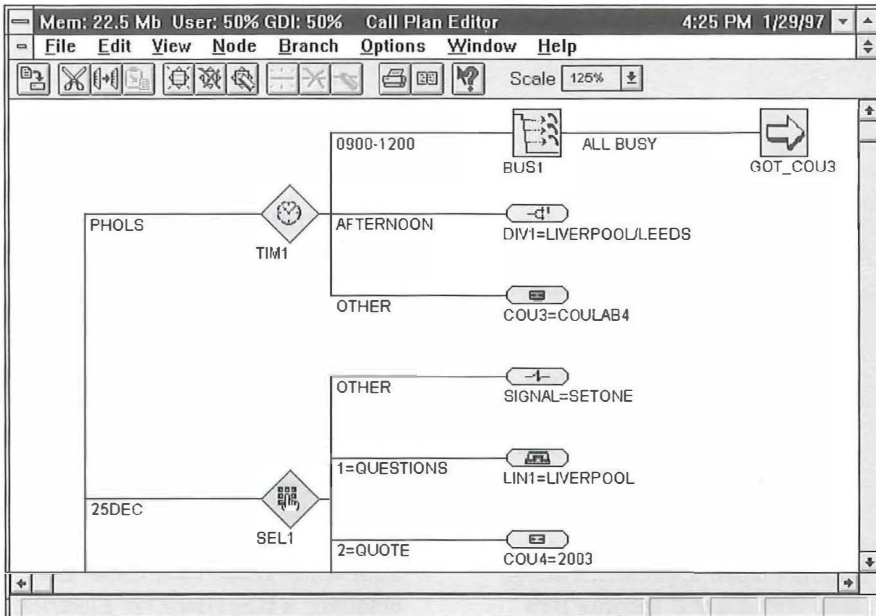 Mem: 22.5 Mb User: 50% GDI: 50% Call Plan Editor 4:25 PM 1/29/97
File Edit View Node Branch Options Window Help
Scale 125%
0900-1200
BUS1
ALL BUSY
GOT_COU3
PHOLS
TIM1
AFTERNOON
DIV1=LIVERPOOL/LEEDS
OTHER
COU3=COULAB4
OTHER
SIGNAL=SETONE
1=QUESTIONS
LIN1=LIVERPOOL
25DEC
SEL1
2=QUOTE
COU4=2003